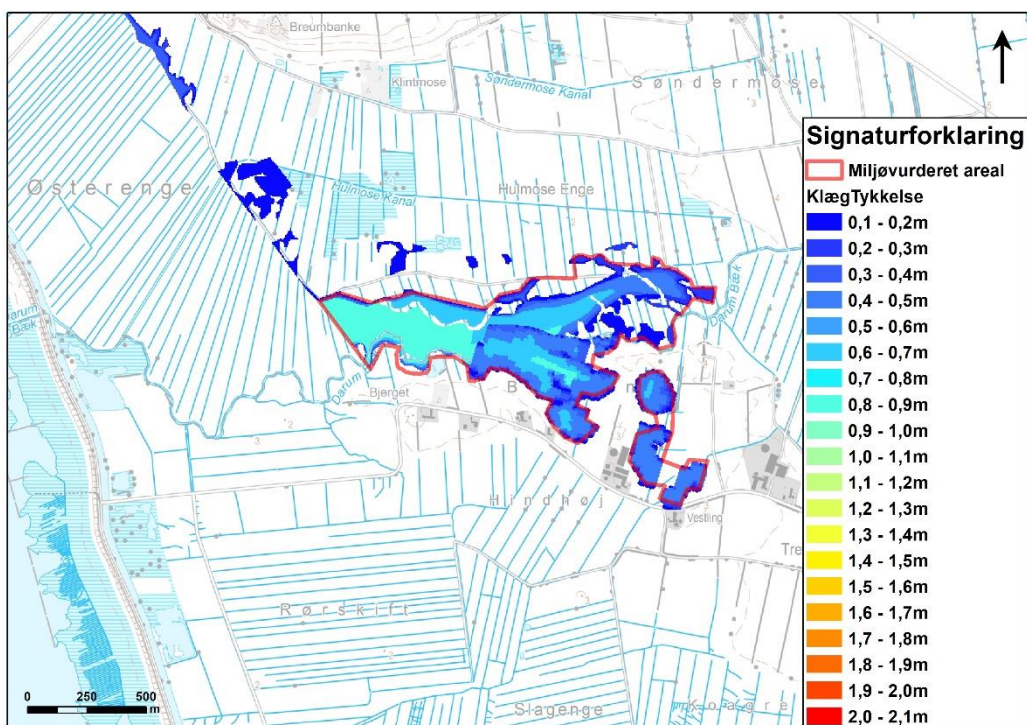 Breumbanke
Klintmose
Søndermose Kanal
Søndermose
Østerenge
Hulmose Kanal
Hulmose Enge
Darum Bæk
Darum Bæk
Darum
Bjerget
B
Hindhøj
Vestling
Tre
Rørskift
Slagenge
Koagre
0 250 500
m
Signaturforklaring
Miljøvurderet areal
KlægTykkelse
0,1 - 0,2m
0,2 - 0,3m
0,3 - 0,4m
0,4 - 0,5m
0,5 - 0,6m
0,6 - 0,7m
0,7 - 0,8m
0,8 - 0,9m
0,9 - 1,0m
1,0 - 1,1m
1,1 - 1,2m
1,2 - 1,3m
1,3 - 1,4m
1,4 - 1,5m
1,5 - 1,6m
1,6 - 1,7m
1,7 - 1,8m
1,8 - 1,9m
1,9 - 2,0m
2,0 - 2,1m